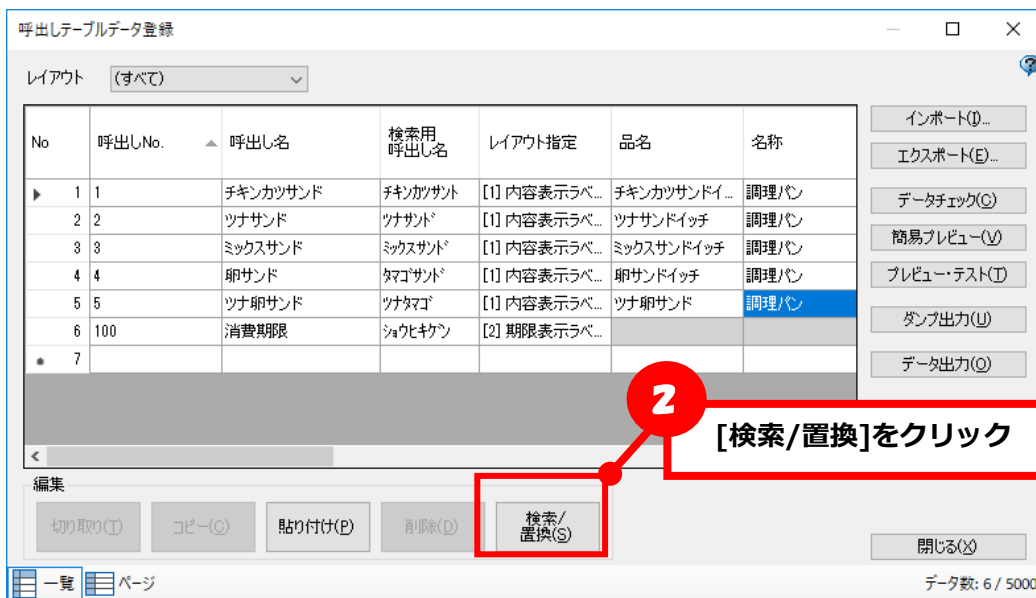 呼出しテーブルデータ登録
レイアウト (すべて)
No 呼出しNo. 呼出し名 検索用呼出し名 レイアウト指定 品名 名称
1 1 チキンカツサンド ﾁｷﾝｶﾂｻﾝﾄ [1] 内容表示ラベ... チキンカツサンドイ... 調理パン
2 2 ツナサンド ﾂﾅｻﾝﾄﾞ [1] 内容表示ラベ... ツナサンドイッチ 調理パン
3 3 ミックスサンド ﾐｯｸｽｻﾝﾄﾞ [1] 内容表示ラベ... ミックスサンドイッチ 調理パン
4 4 卵サンド ﾀﾏｺﾞｻﾝﾄﾞ [1] 内容表示ラベ... 卵サンドイッチ 調理パン
5 5 ツナ卵サンド ﾂﾅﾀﾏｺﾞ [1] 内容表示ラベ... ツナ卵サンド 調理パン
6 100 消費期限 ｼｮｳﾋｷｹﾞﾝ [2] 期限表示ラベ...
7
インポート(I)...
エクスポート(E)...
データチェック(C)
簡易プレビュー(V)
プレビュー・テスト(T)
ダンプ出力(U)
データ出力(O)
2
[検索/置換]をクリック
編集
切り取り(T) コピー(C) 貼り付け(P) 削除(D) 検索/
置換(S)
閉じる(X)
一覧 ページ データ数: 6 / 5000